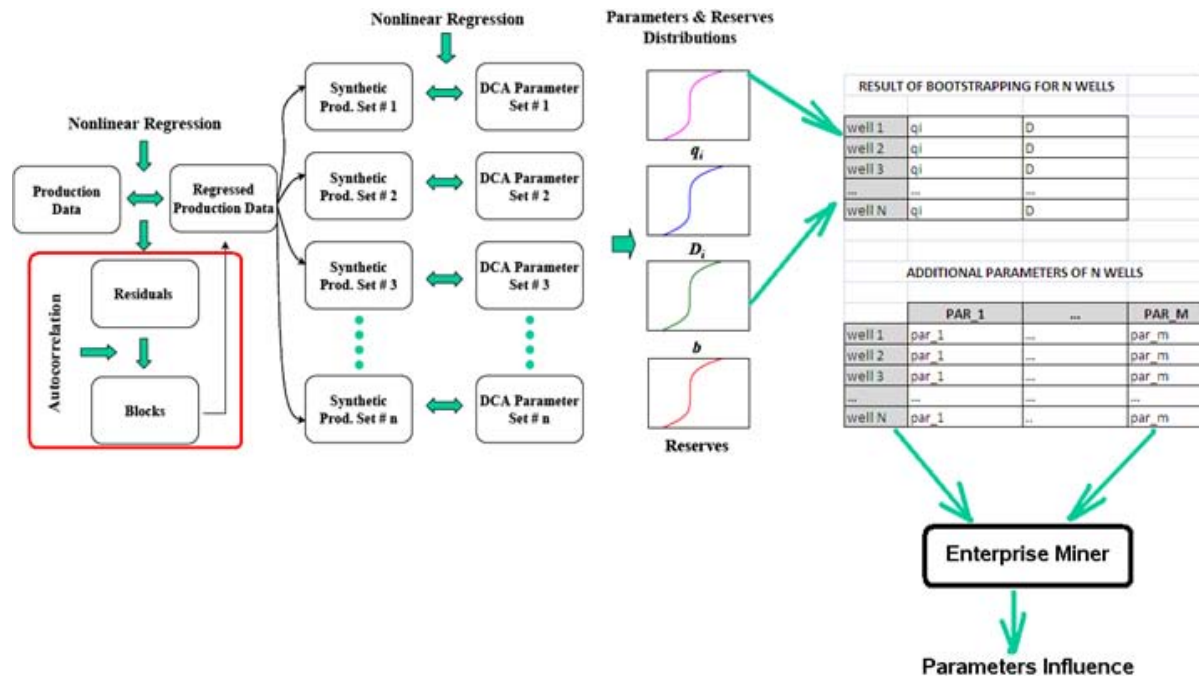 Nonlinear Regression
Production
Data
Regressed
Production Data
Autocorrelation
Residuals
Blocks
Nonlinear Regression
Synthetic
Prod. Set # 1
DCA Parameter
Set # 1
Synthetic
Prod. Set # 2
DCA Parameter
Set # 2
Synthetic
Prod. Set # 3
DCA Parameter
Set # 3
Synthetic
Prod. Set # n
DCA Parameter
Set # n
Parameters & Reserves
Distributions
qi
Di
b
Reserves
RESULT OF BOOTSTRAPPING FOR N WELLS
well 1 qi D
well 2 qi D
well 3 qi D
... ... ...
well N qi D
ADDITIONAL PARAMETERS OF N WELLS
PAR_1 ... PAR_M
well 1 par_1 ... par_m
well 2 par_1 ... par_m
well 3 par_1 ... par_m
... ... ... ...
well N par_1 .. par_m
Enterprise Miner
Parameters Influence